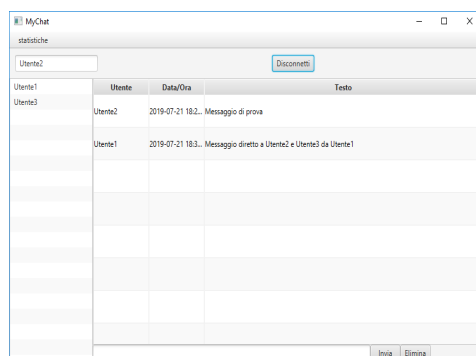 MyChat
statistiche
Utente2 Disconnetti
Utente1
Utente3
Utente Data/Ora Testo
Utente2 2019-07-21 18:2... Messaggio di prova
Utente1 2019-07-21 18:3... Messaggio diretto a Utente2 e Utente3 da Utente1
Invia Elimina